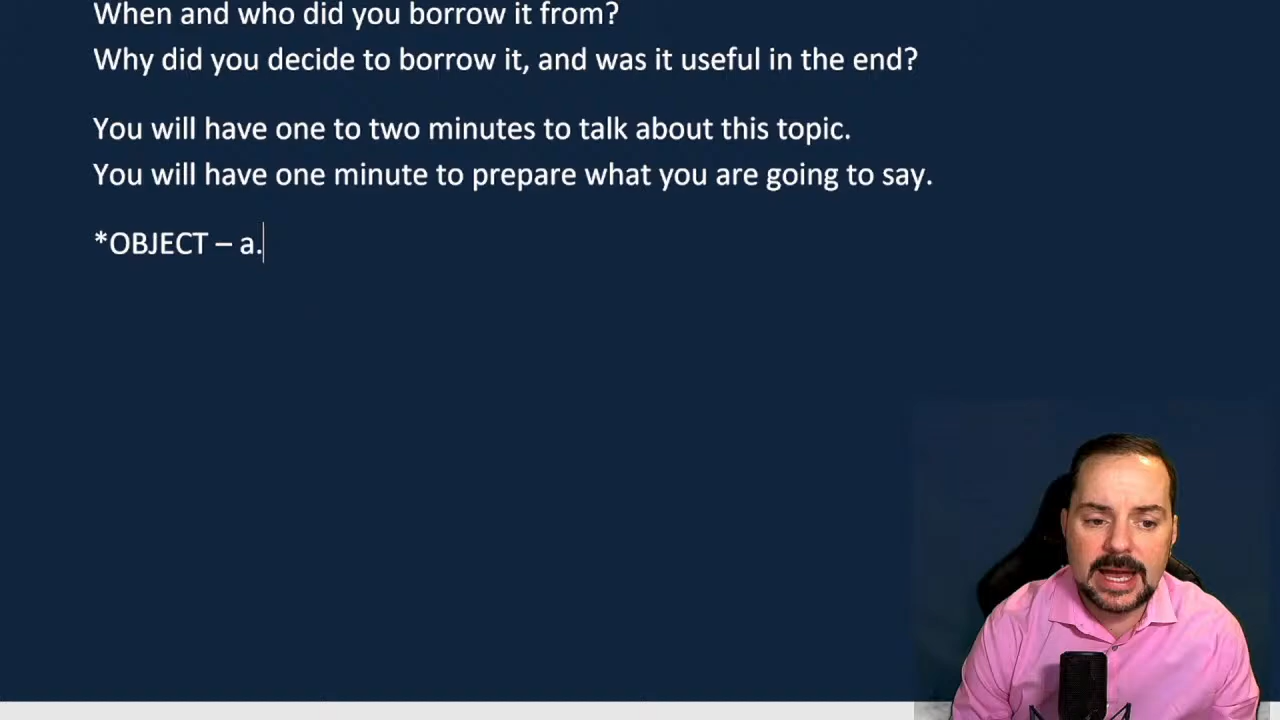 When and who did you borrow it from?
Why did you decide to borrow it, and was it useful in the end?
You will have one to two minutes to talk about this topic.
You will have one minute to prepare what you are going to say.
*OBJECT – a.